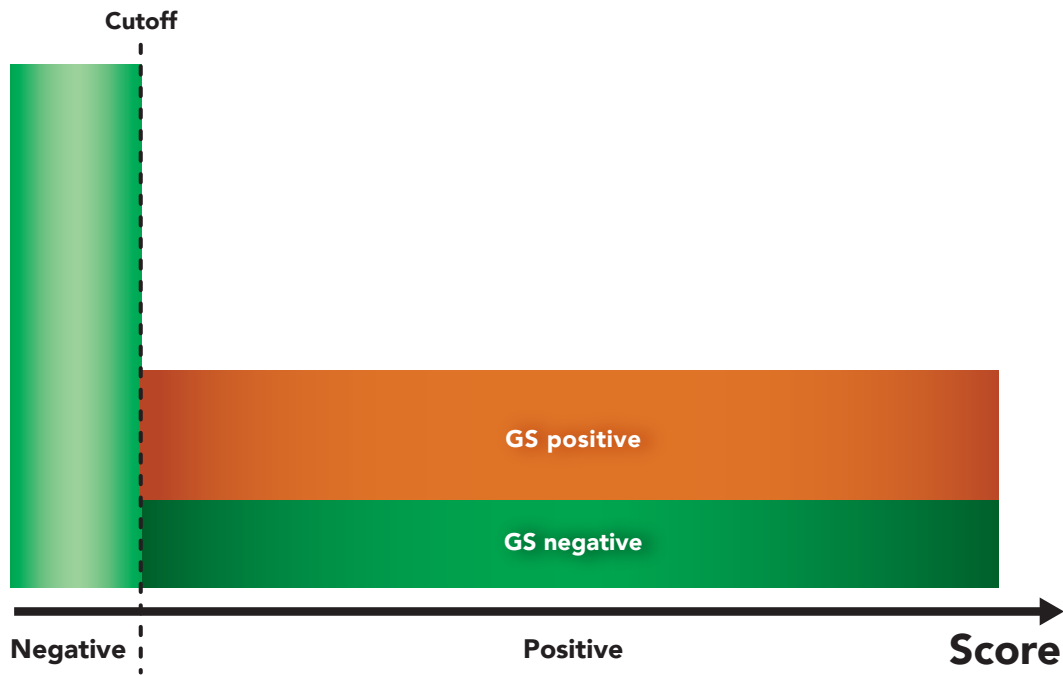 Cutoff
GS positive
GS negative
Negative
Positive
Score